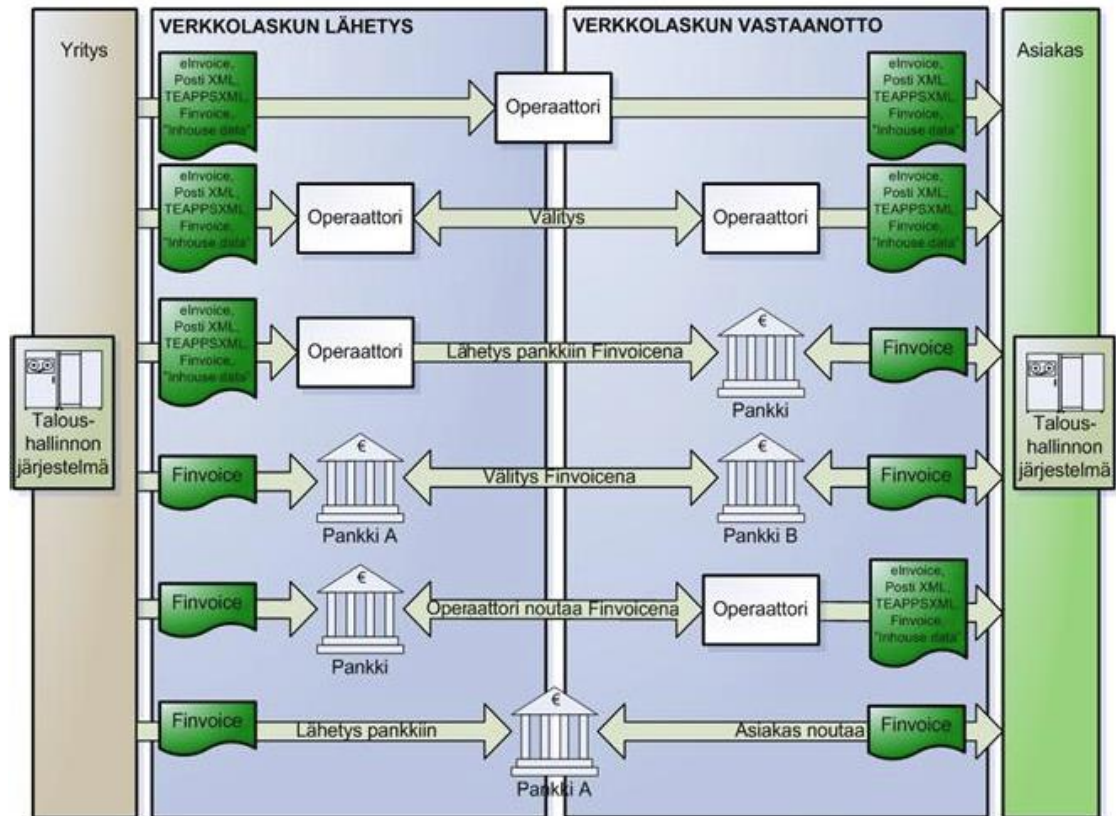 Yritys
VERKKOLASKUN LÄHETYS
VERKKOLASKUN VASTAANOTTO
Asiakas
eInvoice,
Posti XML,
TEAPPSXML,
Finvoice,
"Inhouse data"
Operaattori
eInvoice,
Posti XML,
TEAPPSXML,
Finvoice,
"Inhouse data"
eInvoice,
Posti XML,
TEAPPSXML,
Finvoice,
"Inhouse data"
Operaattori
Välitys
Operaattori
eInvoice,
Posti XML,
TEAPPSXML,
Finvoice,
"Inhouse data"
eInvoice,
Posti XML,
TEAPPSXML,
Finvoice,
"Inhouse data"
Operaattori
Lähetys pankkiin Finvoicena
€
Pankki
Finvoice
Talous-
hallinnon
järjestelmä
Talous-
hallinnon
järjestelmä
Finvoice
€
Pankki A
Välitys Finvoicena
€
Pankki B
Finvoice
Finvoice
€
Pankki
Operaattori noutaa Finvoicena
Operaattori
eInvoice,
Posti XML,
TEAPPSXML,
Finvoice,
"Inhouse data"
Finvoice
Lähetys pankkiin
€
Pankki A
Asiakas noutaa
Finvoice